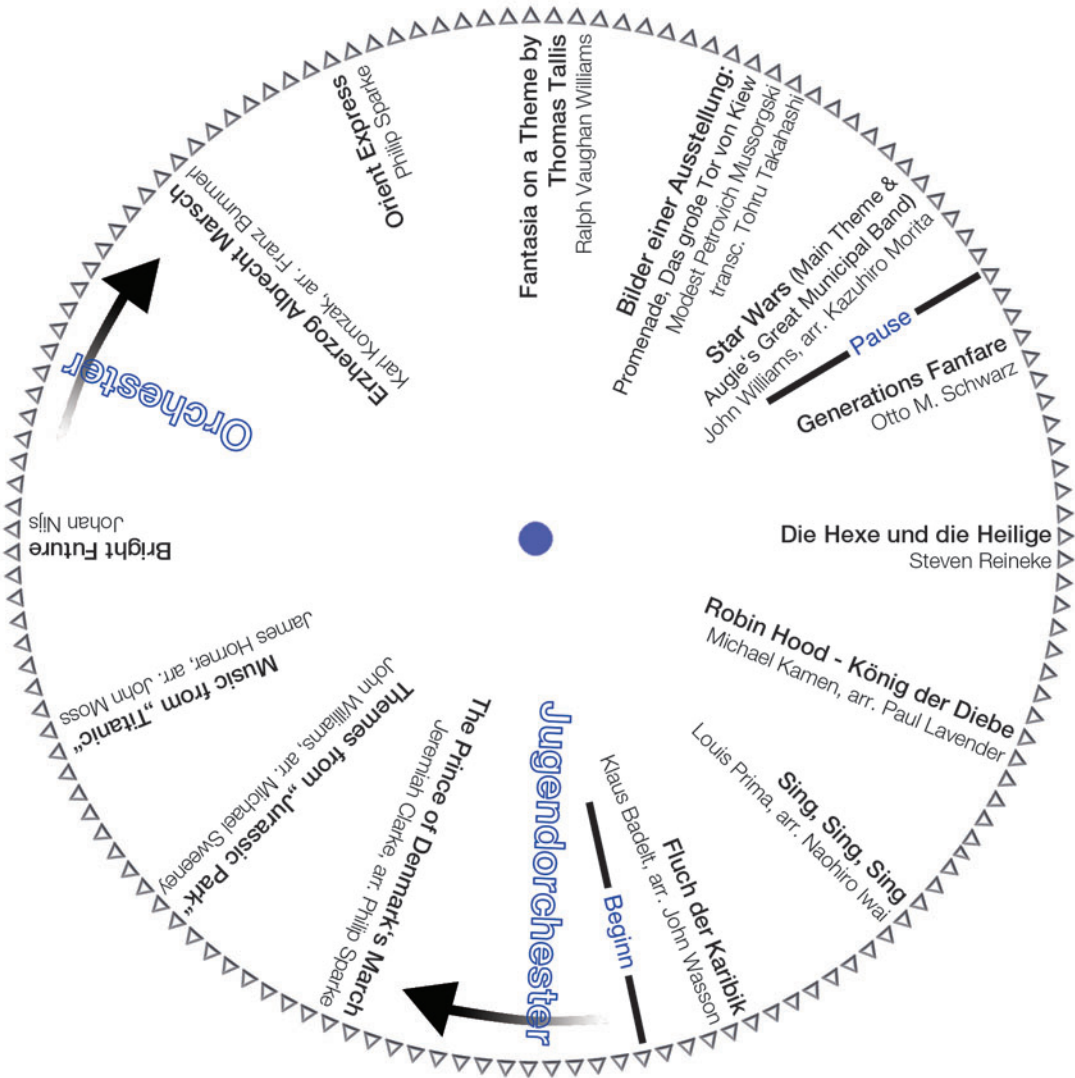 Beginn
Jugendorchester
The Prince of Denmark's March
Jeremiah Clarke, arr. Philip Sparke
Themes from „Jurassic Park“
John Williams, arr. Michael Sweeney
Music from „Titanic“
James Horner, arr. John Moss
Bright Future
Johan Nijs
Orchester
Erzherzog Albrecht Marsch
Karl Komzak, arr. Franz Bummerl
Orient Express
Philip Sparke
Fantasia on a Theme by
Thomas Tallis
Ralph Vaughan Williams
Bilder einer Ausstellung:
Promenade, Das große Tor von Kiew
Modest Petrovich Mussorgski
transc. Tohru Takahashi
Star Wars (Main Theme &
Augie's Great Municipal Band)
John Williams, arr. Kazuhiro Morita
Pause
Generations Fanfare
Otto M. Schwarz
Die Hexe und die Heilige
Steven Reineke
Robin Hood - König der Diebe
Michael Kamen, arr. Paul Lavender
Sing, Sing, Sing
Louis Prima, arr. Naohiro Iwai
Fluch der Karibik
Klaus Badelt, arr. John Wasson